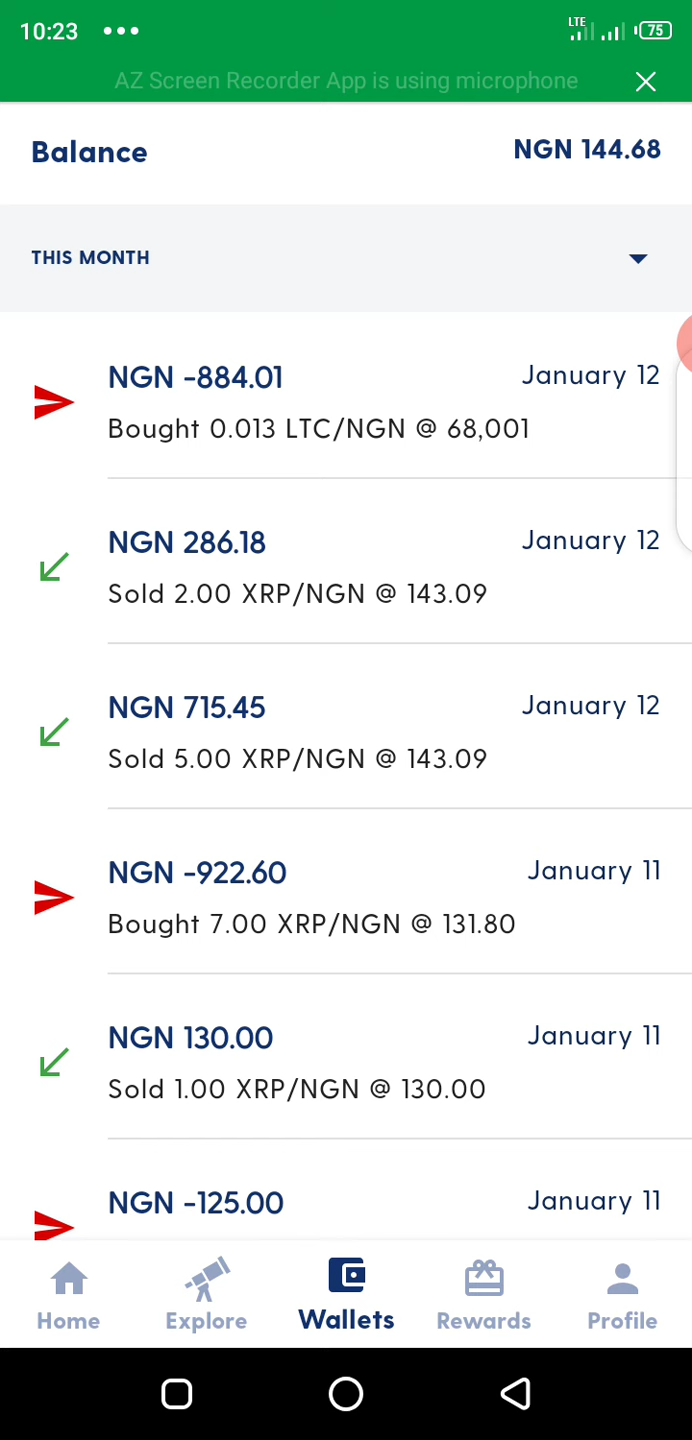 10:23
LTE
75
AZ Screen Recorder App is using microphone
Balance NGN 144.68
THIS MONTH
NGN -884.01 January 12
Bought 0.013 LTC/NGN @ 68,001
NGN 286.18 January 12
Sold 2.00 XRP/NGN @ 143.09
NGN 715.45 January 12
Sold 5.00 XRP/NGN @ 143.09
NGN -922.60 January 11
Bought 7.00 XRP/NGN @ 131.80
NGN 130.00 January 11
Sold 1.00 XRP/NGN @ 130.00
NGN -125.00 January 11
Home Explore Wallets Rewards Profile